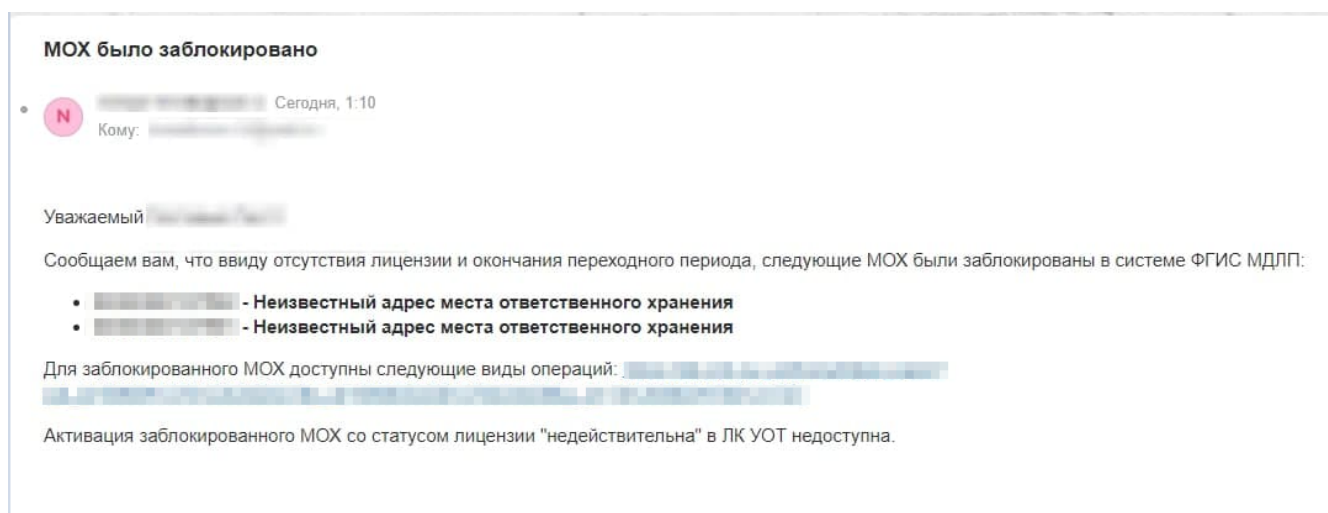 МОХ было заблокировано
N
Сегодня, 1:10
Кому:
Уважаемый
Сообщаем вам, что ввиду отсутствия лицензии и окончания переходного периода, следующие МОХ были заблокированы в системе ФГИС МДЛП:
• - Неизвестный адрес места ответственного хранения
• - Неизвестный адрес места ответственного хранения
Для заблокированного МОХ доступны следующие виды операций:
Активация заблокированного МОХ со статусом лицензии "недействительна" в ЛК УОТ недоступна.